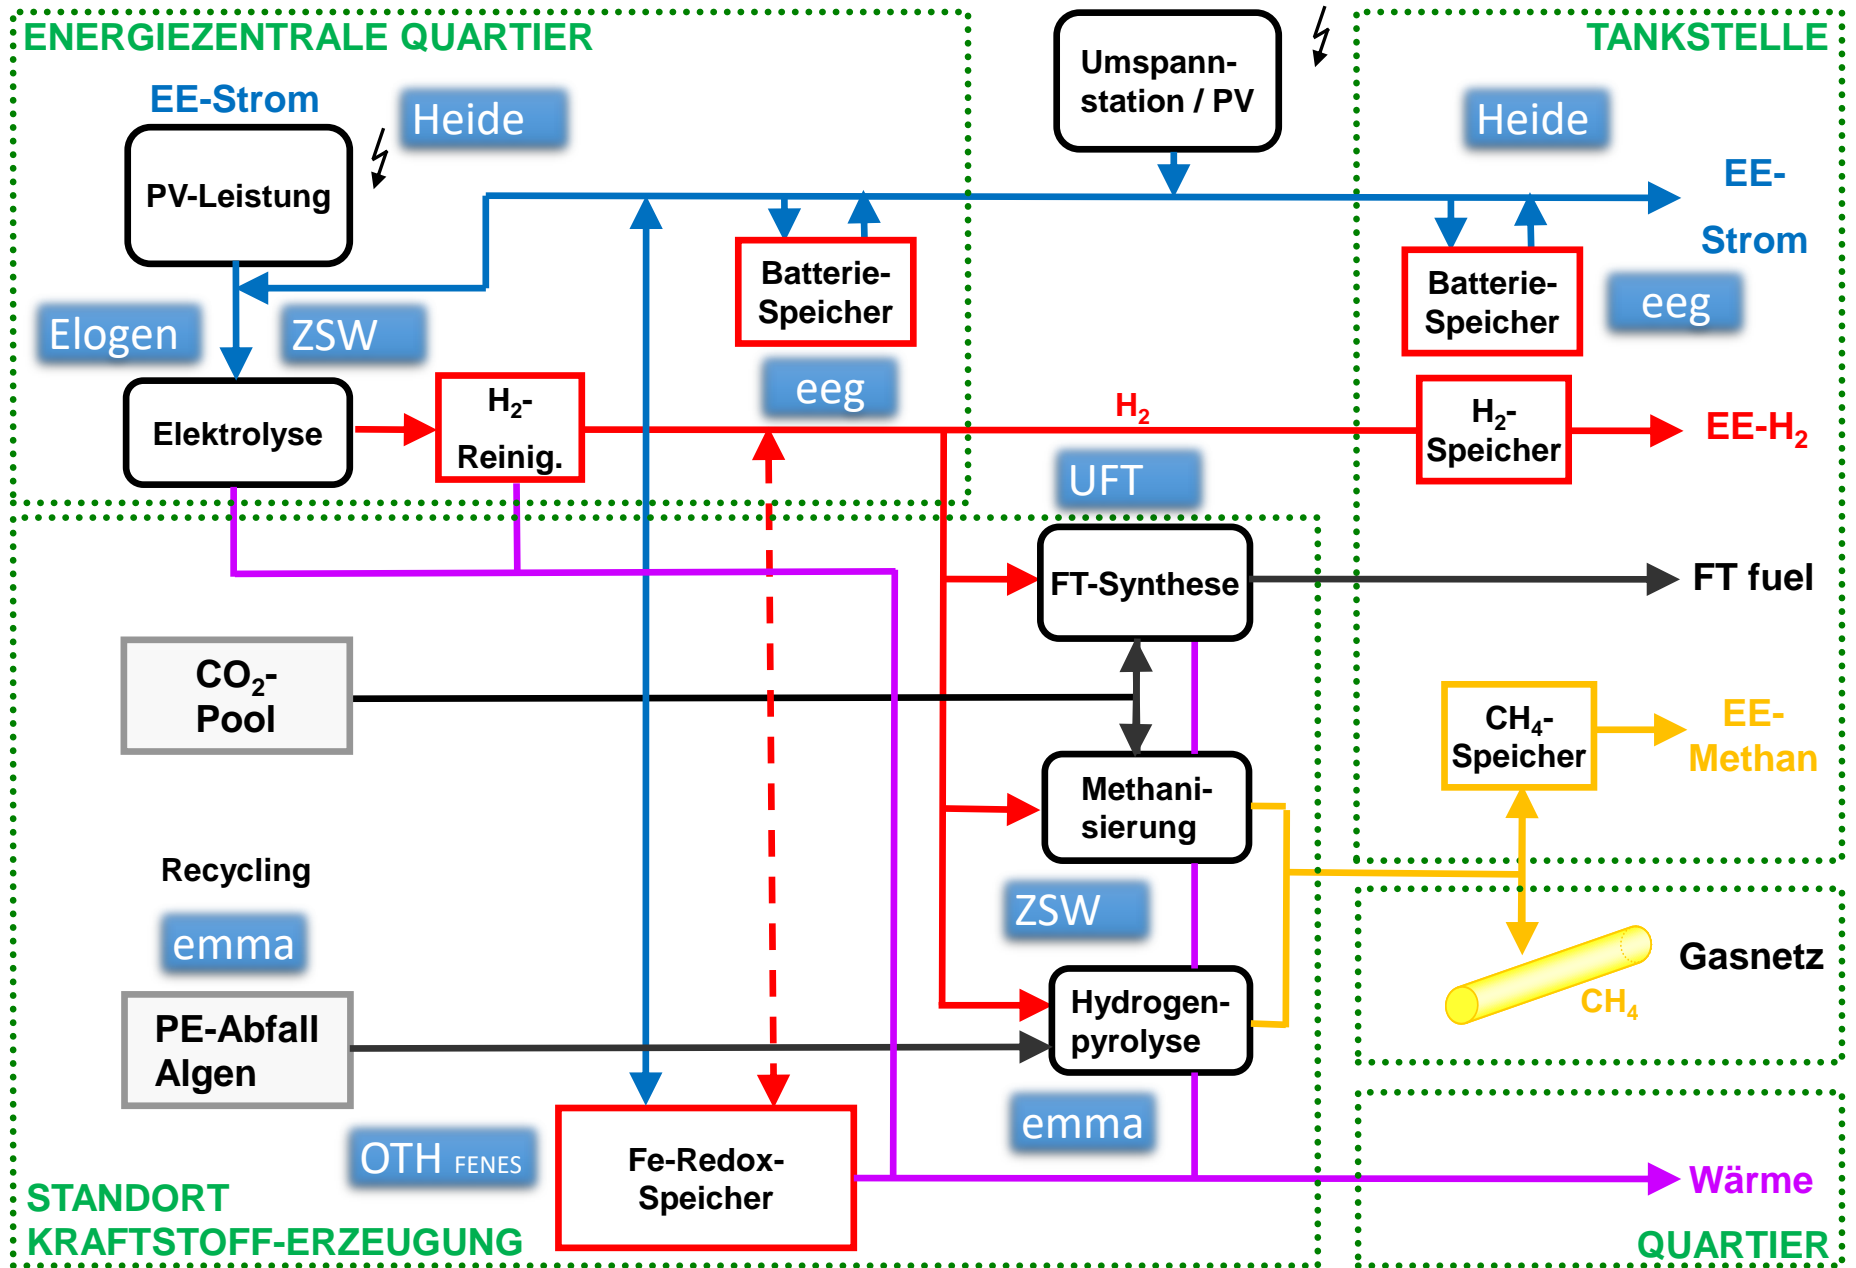 ENERGIEZENTRALE QUARTIER
EE-Strom
Heide
PV-Leistung
Umspann-
station / PV
TANKSTELLE
Heide
EE-
Strom
Batterie-
Speicher
eeg
Batterie-
Speicher
eeg
Elogen
ZSW
Elektrolyse
H2-
Reinig.
H2
H2-
Speicher
EE-H2
UFT
FT-Synthese
FT fuel
CO2-
Pool
CH4-
Speicher
EE-
Methan
Methani-
sierung
Recycling
emma
ZSW
PE-Abfall
Algen
Hydrogen-
pyrolyse
emma
Gasnetz
CH4
OTH FENES
Fe-Redox-
Speicher
Wärme
STANDORT
KRAFTSTOFF-ERZEUGUNG
QUARTIER